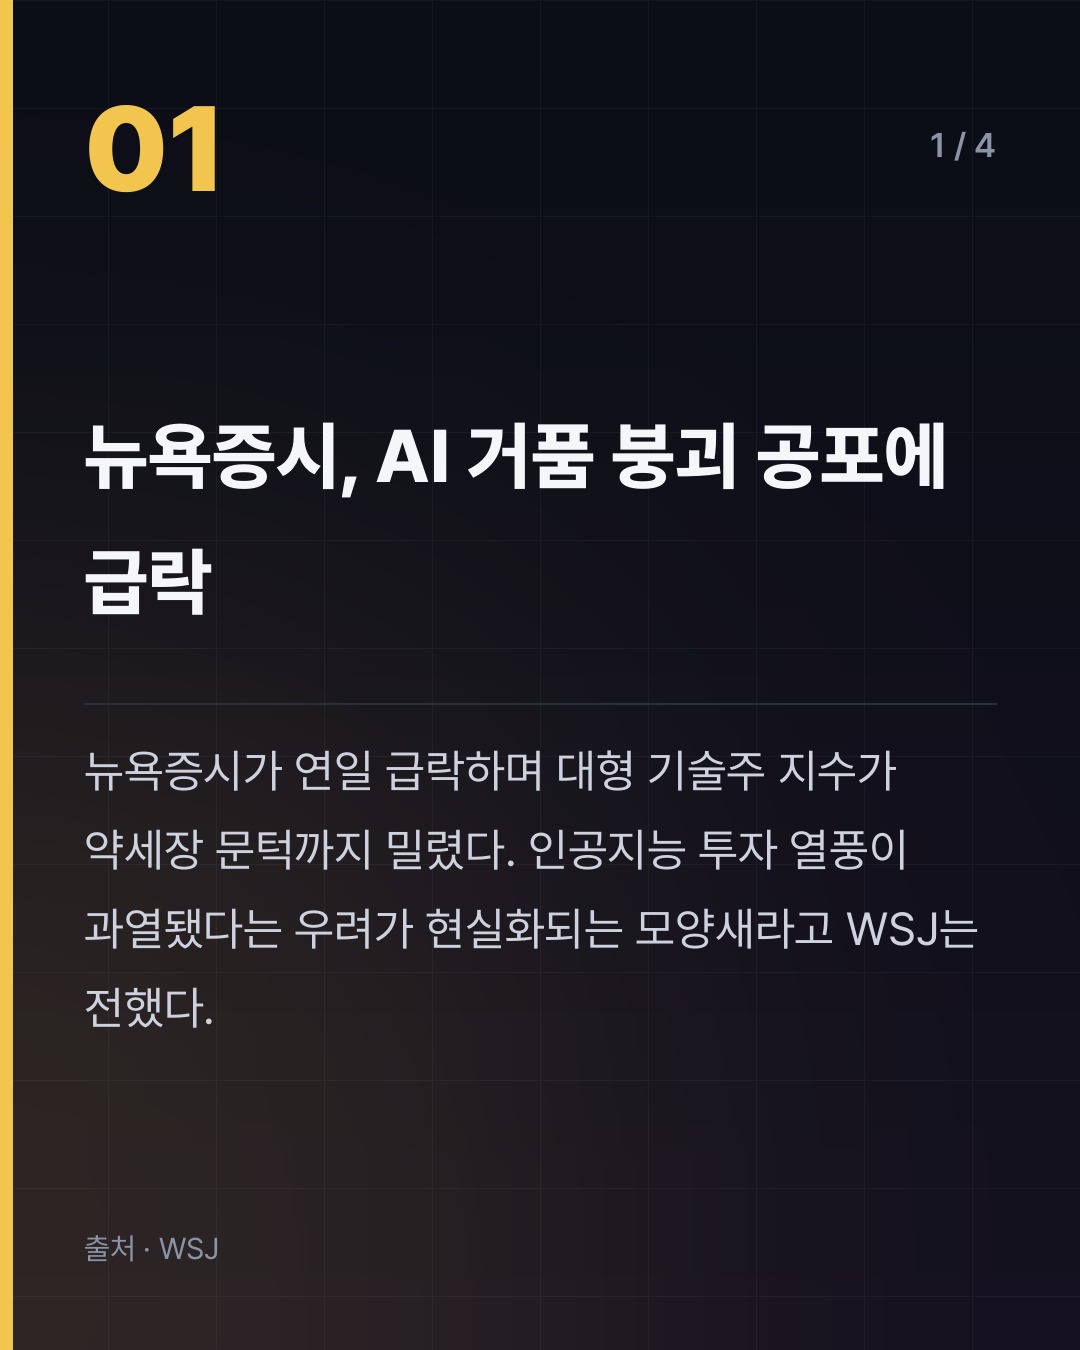 01
1 / 4
뉴욕증시, AI 거품 붕괴 공포에
급락
뉴욕증시가 연일 급락하며 대형 기술주 지수가
약세장 문턱까지 밀렸다. 인공지능 투자 열풍이
과열됐다는 우려가 현실화되는 모양새라고 WSJ는
전했다.
출처 · WSJ